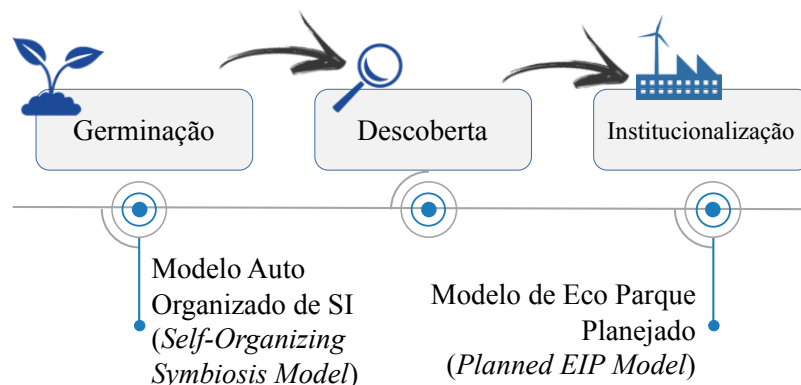 Germinação
Descoberta
Institucionalização
Modelo Auto
Organizado de SI
(Self-Organizing
Symbiosis Model)
Modelo de Eco Parque
Planejado
(Planned EIP Model)